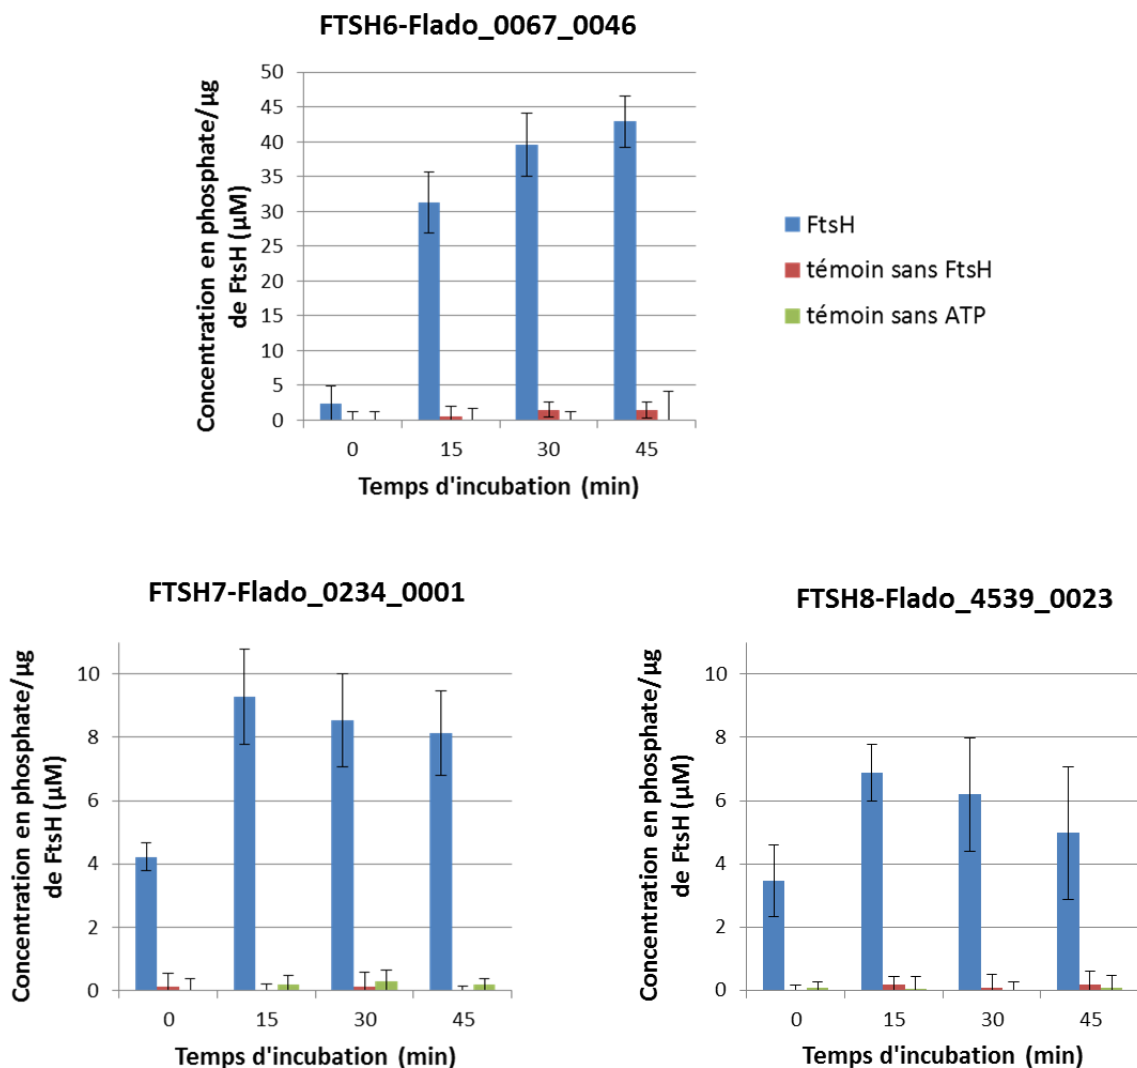 FTSH6-Flado_0067_0046
Concentration en phosphate/µg
de FtsH (µM)
50
45
40
35
30
25
20
15
10
5
0
0 15 30 45
Temps d'incubation (min)
FtsH
témoin sans FtsH
témoin sans ATP
FTSH7-Flado_0234_0001
Concentration en phosphate/µg
de FtsH (µM)
10
8
6
4
2
0
0 15 30 45
Temps d'incubation (min)
FTSH8-Flado_4539_0023
Concentration en phosphate/µg
de FtsH (µM)
10
8
6
4
2
0
0 15 30 45
Temps d'incubation (min)